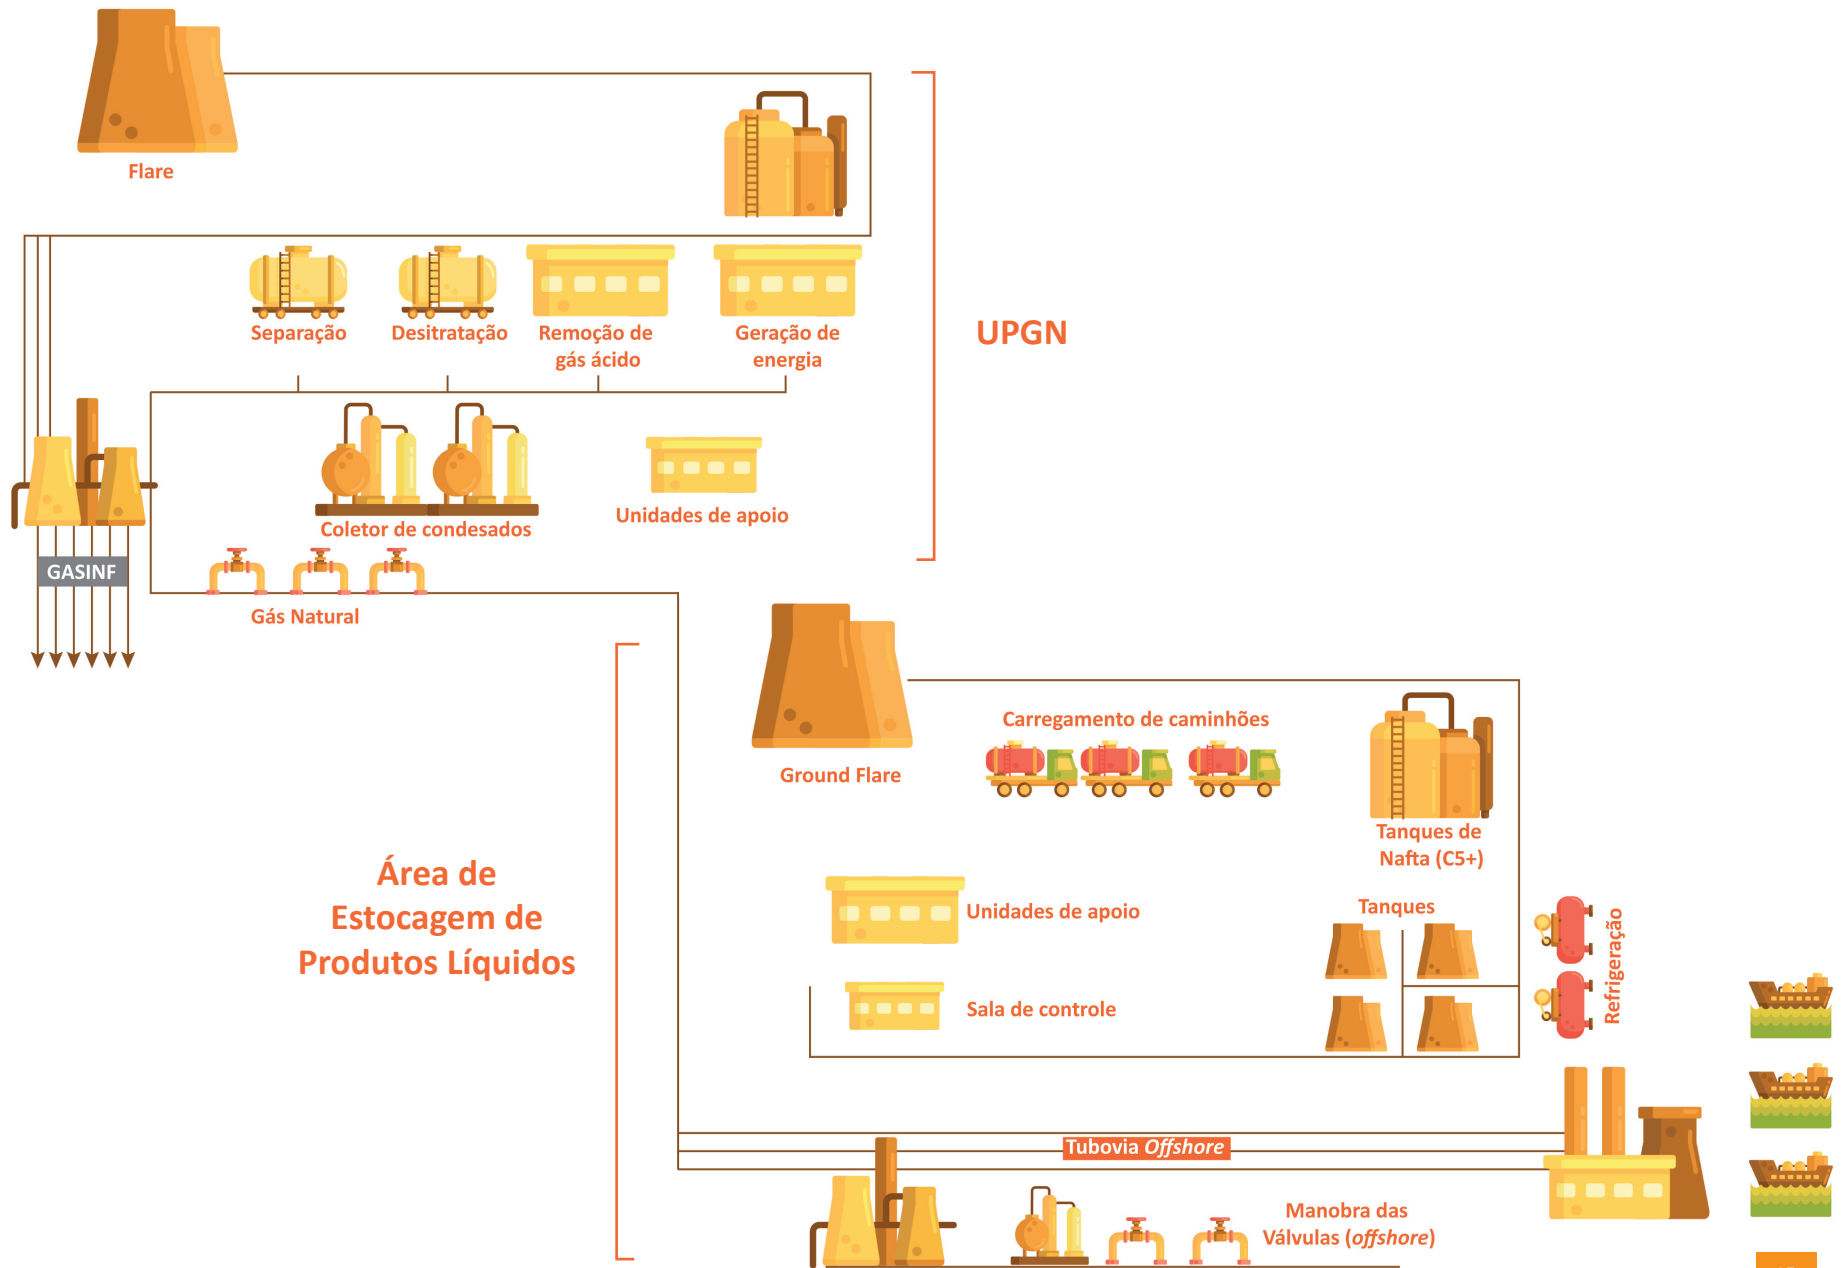 Flare
Separação
Desitratação
Remoção de
gás ácido
Geração de
energia
UPGN
Coletor de condesados
Unidades de apoio
GASINF
Gás Natural
Ground Flare
Carregamento de caminhões
Tanques de
Nafta (C5+)
Área de
Estocagem de
Produtos Líquidos
Unidades de apoio
Tanques
Refrigeração
Sala de controle
Tubovia Offshore
Manobra das
Válvulas (offshore)